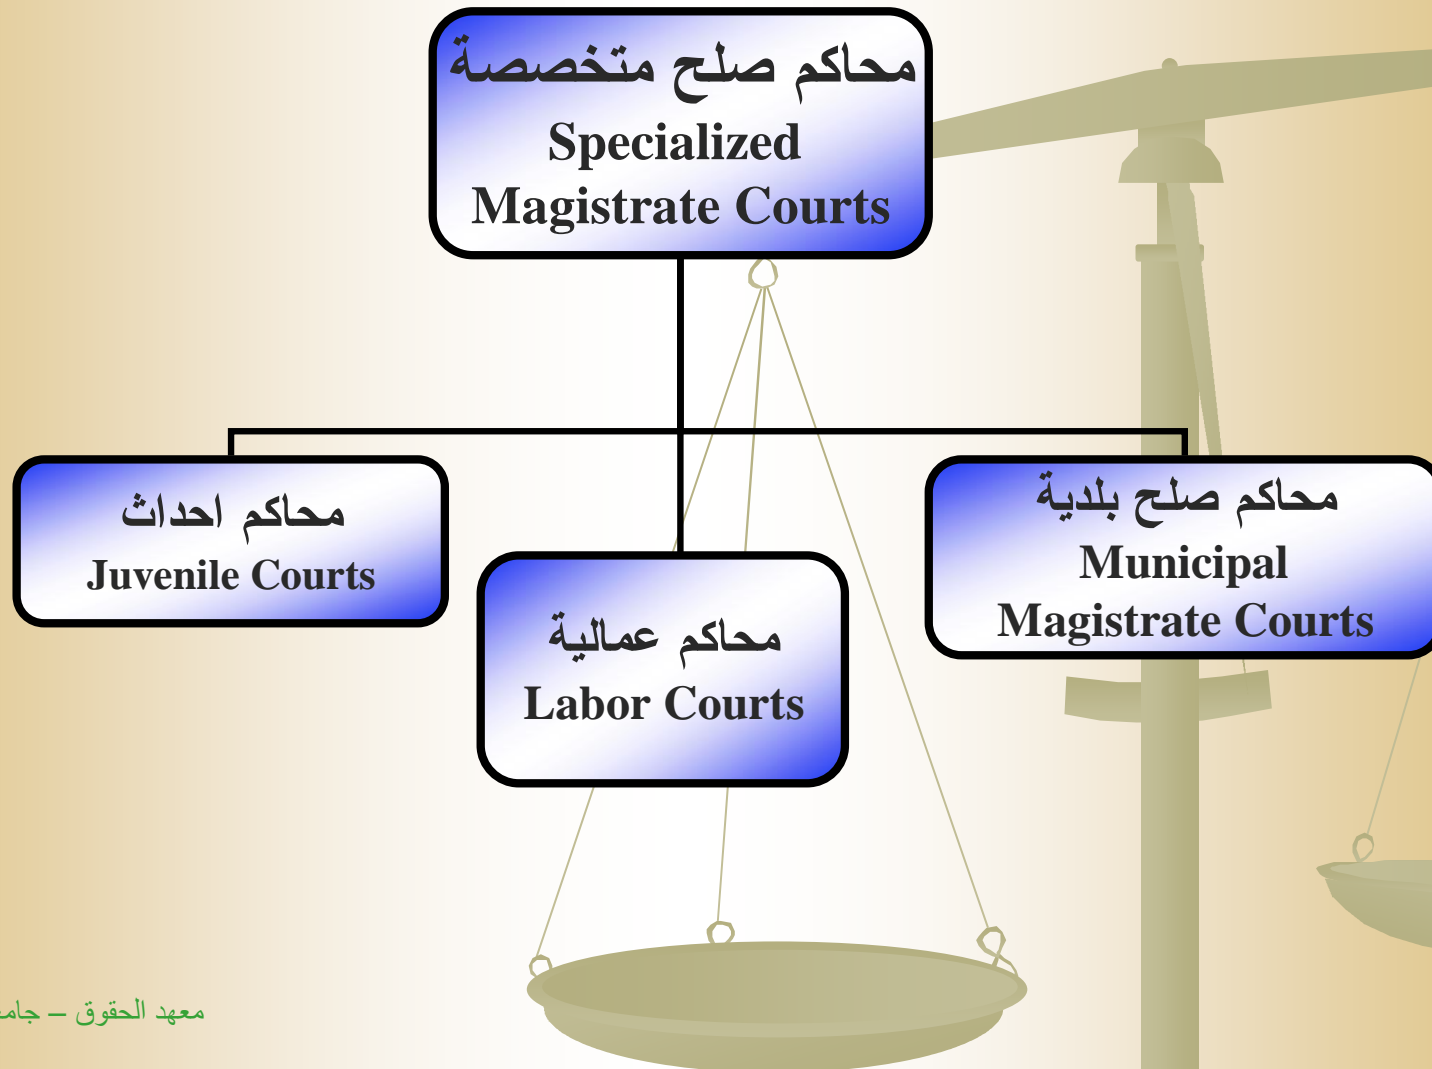 محاكم صلح متخصصة
Specialized
Magistrate Courts
محاكم احداث
Juvenile Courts
محاكم عمالية
Labor Courts
محاكم صلح بلدية
Municipal
Magistrate Courts
معهد الحقوق –